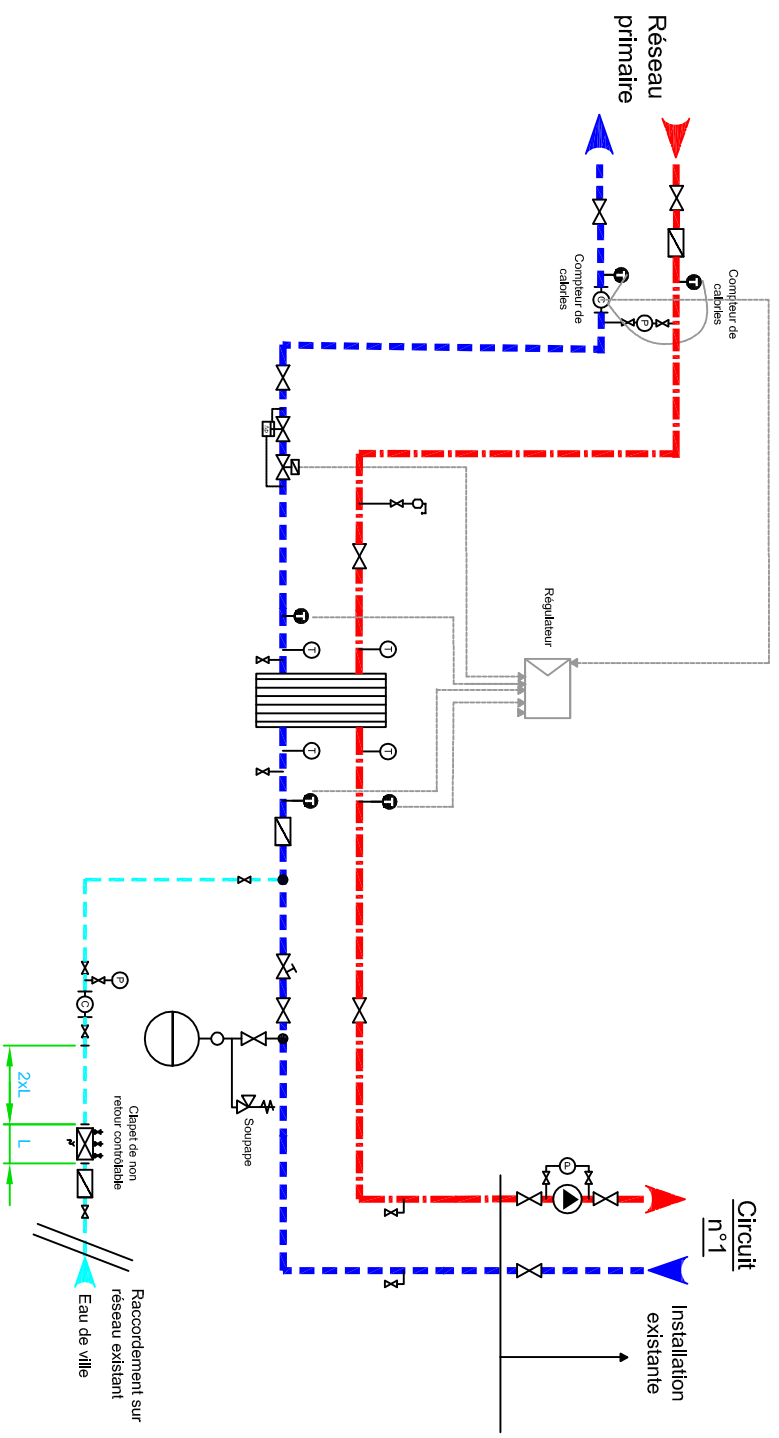 Réseau
primaire
Compteur de
calories
Compteur de
calories
C
P
T
T
Régulateur
T
T
T
T
T
T
T
P
C
2xL
L
Clapet de non
retour contrôlable
Soupape
P
Circuit
n°1
Installation
existante
Raccordement sur
réseau existant
Eau de ville